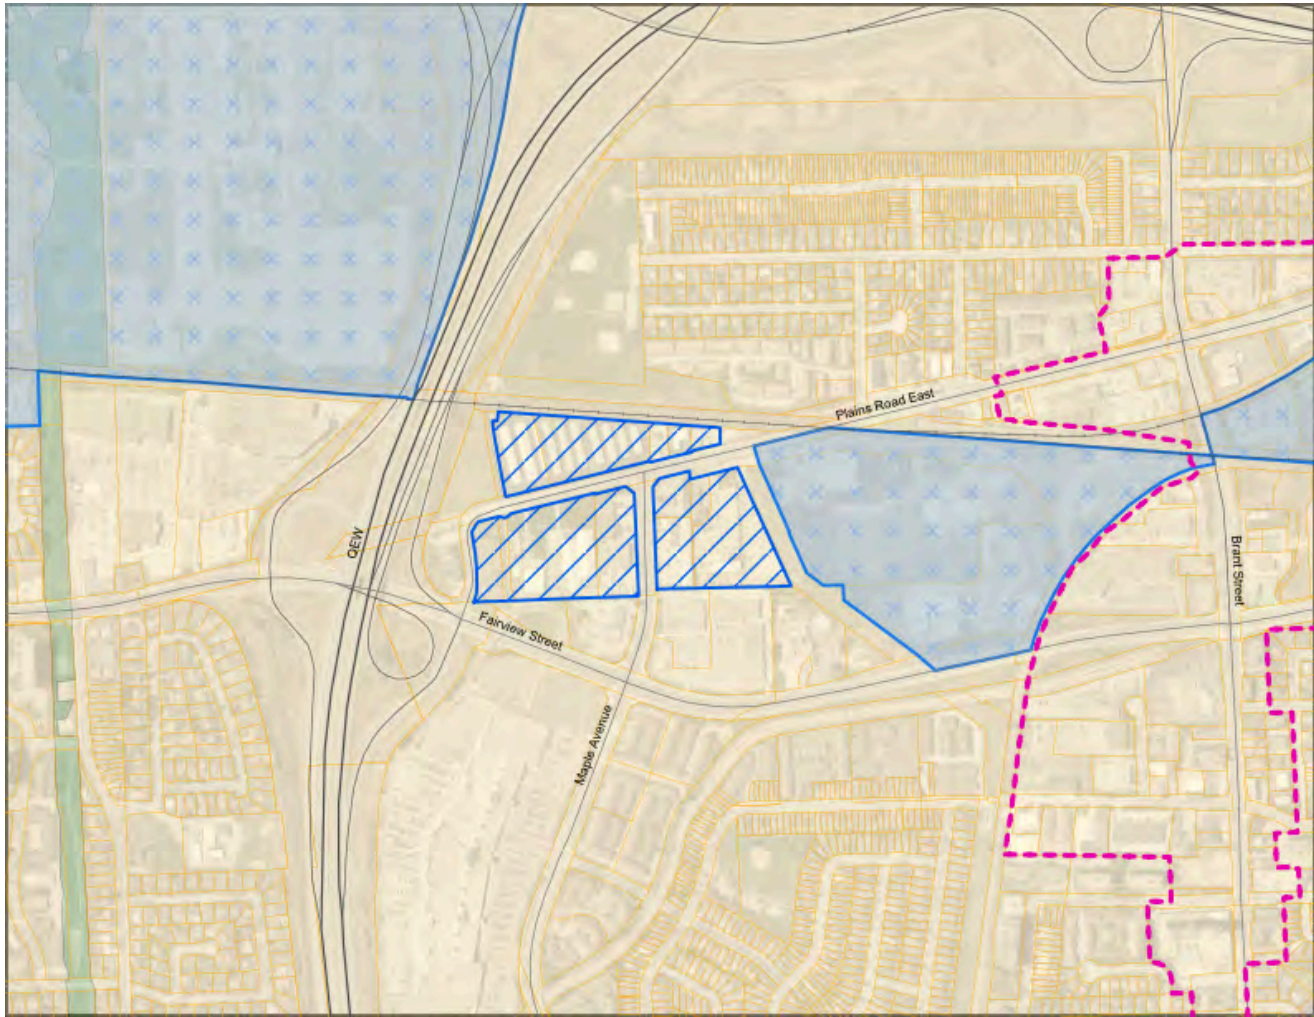 Plains Road East
QEW
Brant Street
Fairview Street
Maple Avenue